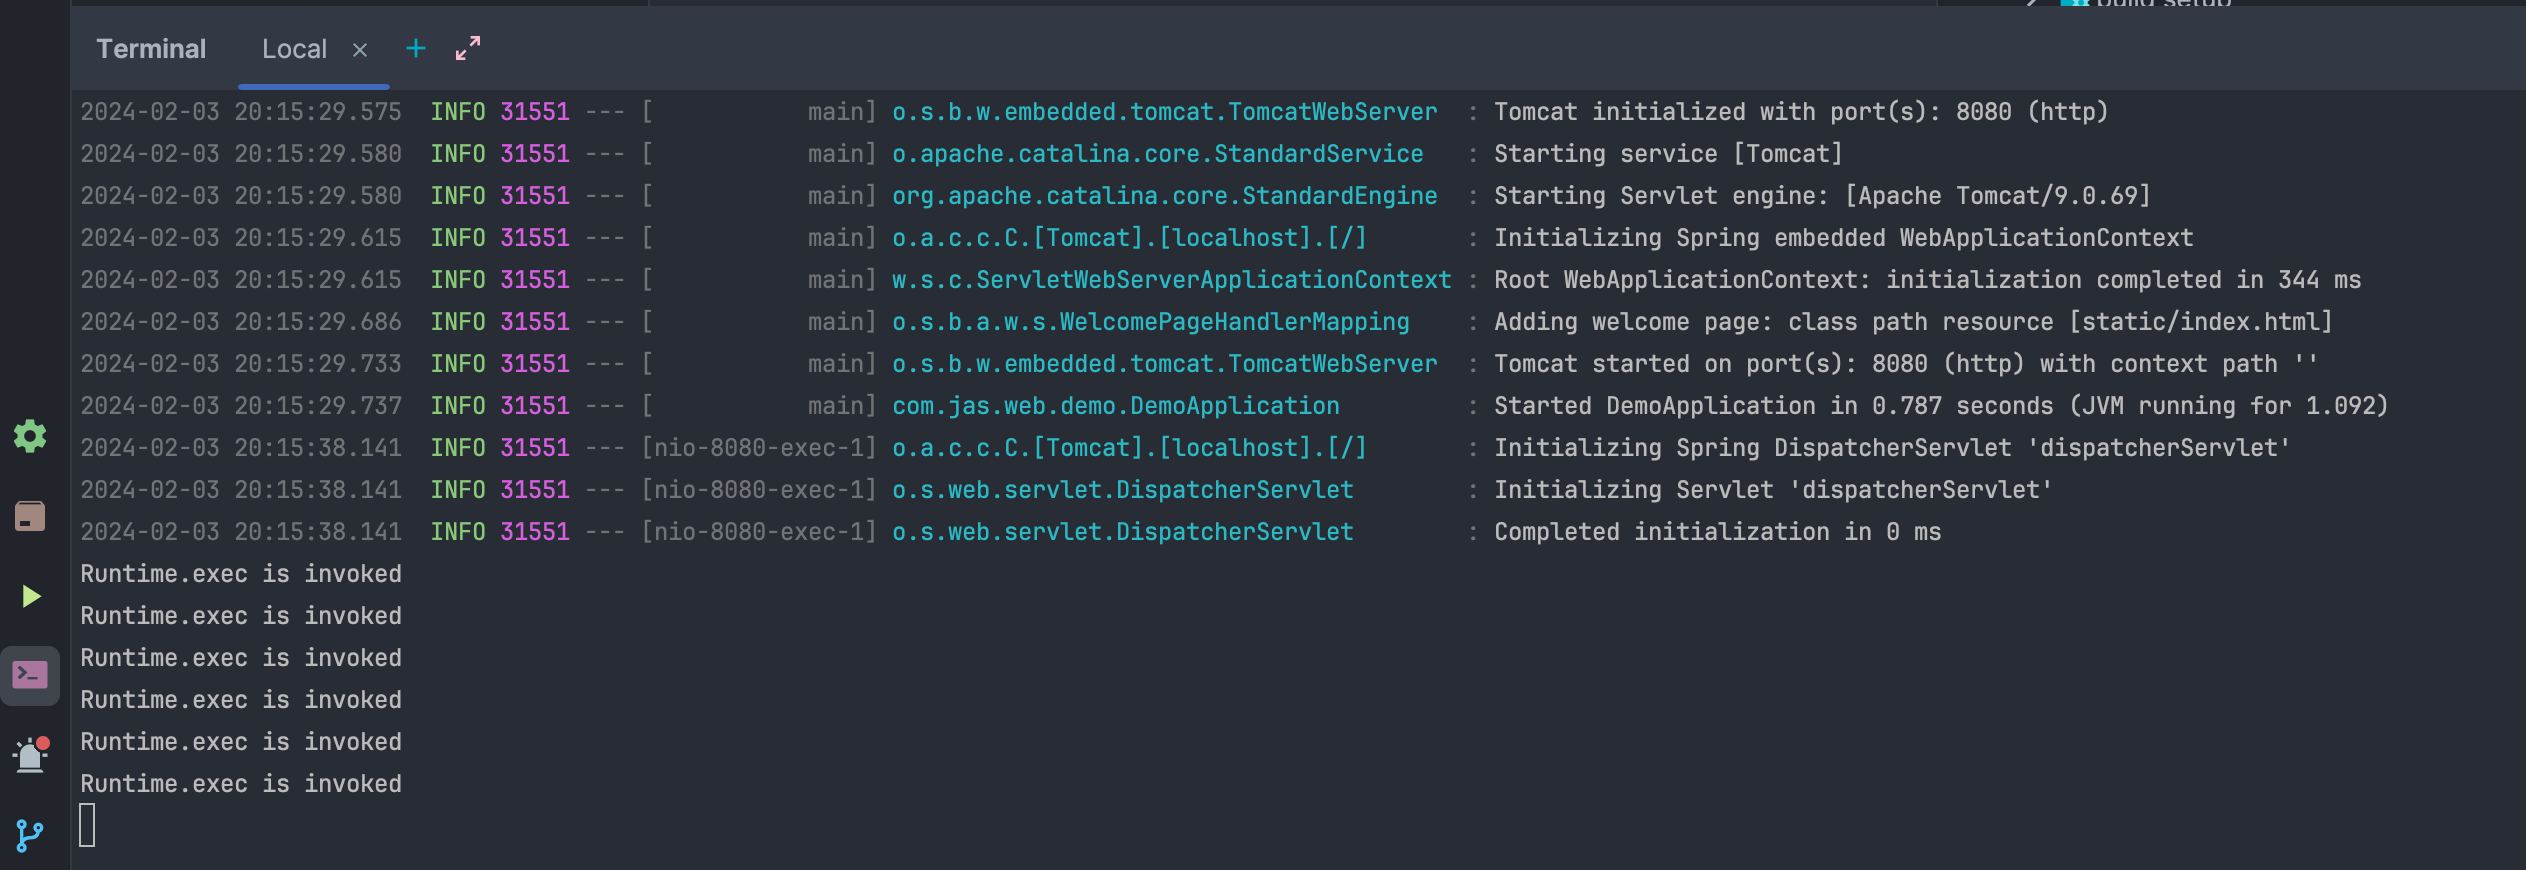 build setup
Terminal Local × +
2024-02-03 20:15:29.575  INFO 31551 --- [           main] o.s.b.w.embedded.tomcat.TomcatWebServer  : Tomcat initialized with port(s): 8080 (http)
2024-02-03 20:15:29.580  INFO 31551 --- [           main] o.apache.catalina.core.StandardService   : Starting service [Tomcat]
2024-02-03 20:15:29.580  INFO 31551 --- [           main] org.apache.catalina.core.StandardEngine  : Starting Servlet engine: [Apache Tomcat/9.0.69]
2024-02-03 20:15:29.615  INFO 31551 --- [           main] o.a.c.c.C.[Tomcat].[localhost].[/]       : Initializing Spring embedded WebApplicationContext
2024-02-03 20:15:29.615  INFO 31551 --- [           main] w.s.c.ServletWebServerApplicationContext : Root WebApplicationContext: initialization completed in 344 ms
2024-02-03 20:15:29.686  INFO 31551 --- [           main] o.s.b.a.w.s.WelcomePageHandlerMapping    : Adding welcome page: class path resource [static/index.html]
2024-02-03 20:15:29.733  INFO 31551 --- [           main] o.s.b.w.embedded.tomcat.TomcatWebServer  : Tomcat started on port(s): 8080 (http) with context path ''
2024-02-03 20:15:29.737  INFO 31551 --- [           main] com.jas.web.demo.DemoApplication         : Started DemoApplication in 0.787 seconds (JVM running for 1.092)
2024-02-03 20:15:38.141  INFO 31551 --- [nio-8080-exec-1] o.a.c.c.C.[Tomcat].[localhost].[/]       : Initializing Spring DispatcherServlet 'dispatcherServlet'
2024-02-03 20:15:38.141  INFO 31551 --- [nio-8080-exec-1] o.s.web.servlet.DispatcherServlet        : Initializing Servlet 'dispatcherServlet'
2024-02-03 20:15:38.141  INFO 31551 --- [nio-8080-exec-1] o.s.web.servlet.DispatcherServlet        : Completed initialization in 0 ms
Runtime.exec is invoked
Runtime.exec is invoked
Runtime.exec is invoked
Runtime.exec is invoked
Runtime.exec is invoked
Runtime.exec is invoked